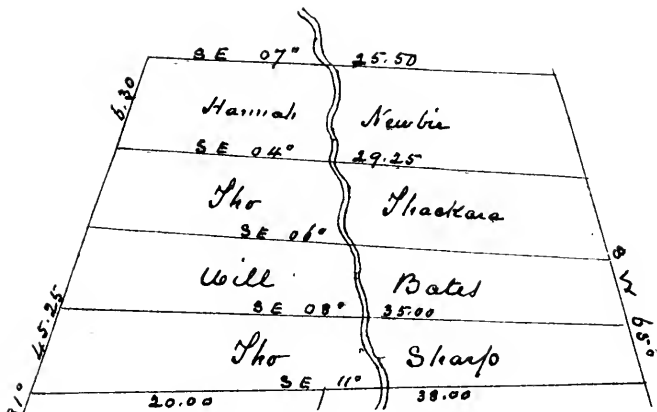 SE 07° 25.50
6.30
Hannah Newbie
SE 04° 29.25
Tho Thackara
SE 06°
Will Bates
S W 65°
45.25
SE 08° 35.00
Tho Sharp
SE 11°
20.00 38.00